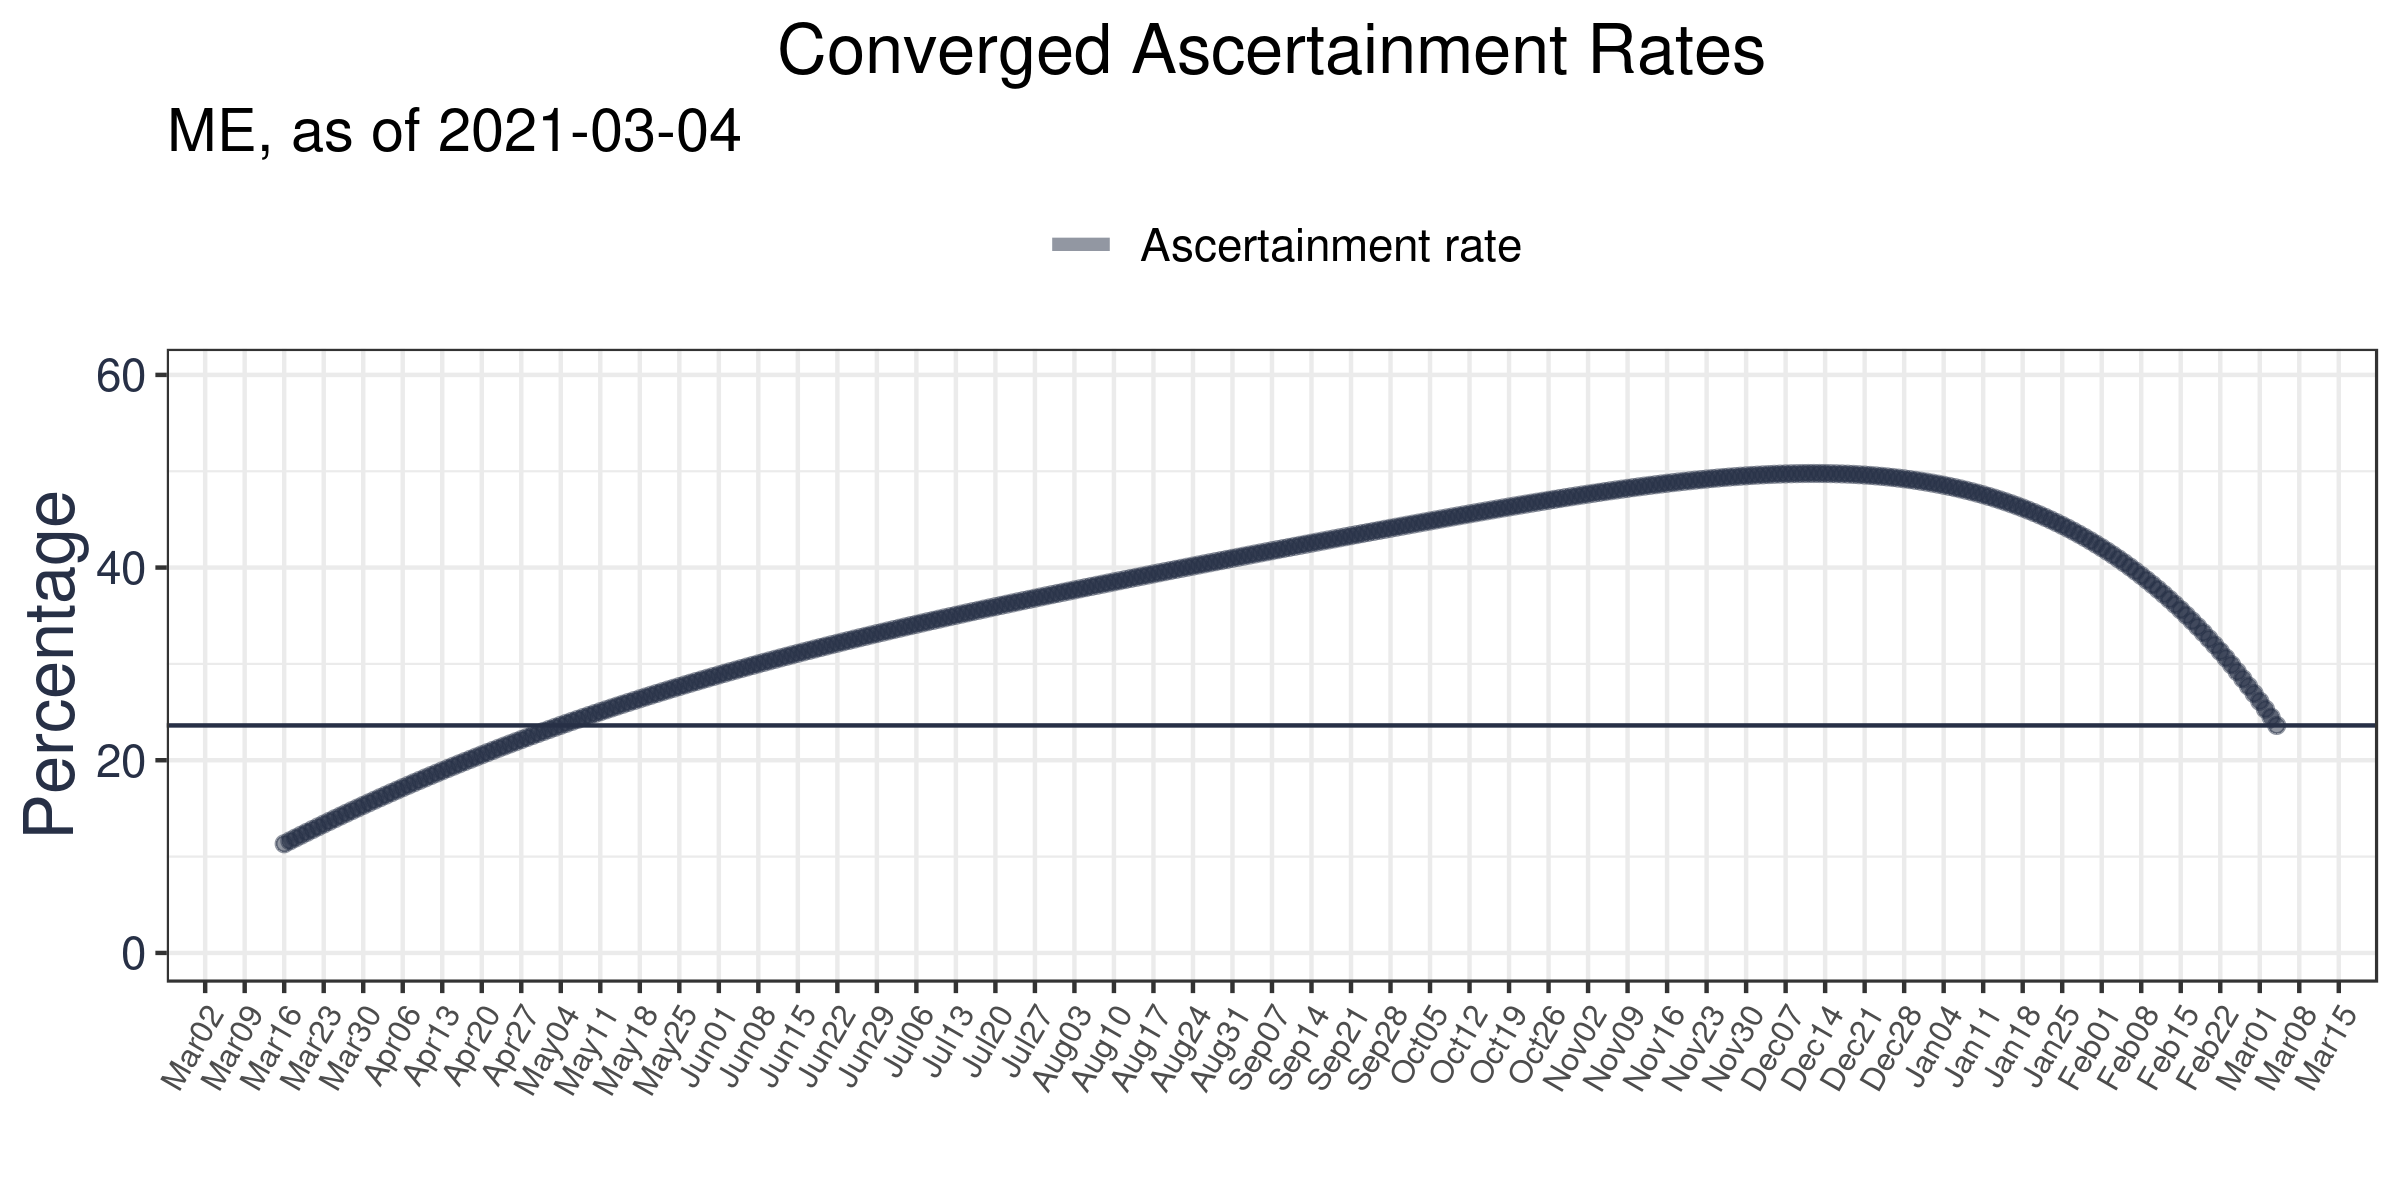 Converged Ascertainment Rates
ME, as of 2021-03-04
Ascertainment rate
Percentage
60
40
20
0
Mar02 Mar09 Mar16 Mar23 Mar30 Apr06 Apr13 Apr20 Apr27 May04 May11 May18 May25 Jun01 Jun08 Jun15 Jun22 Jun29 Jul06 Jul13 Jul20 Jul27 Aug03 Aug10 Aug17 Aug24 Aug31 Sep07 Sep14 Sep21 Sep28 Oct05 Oct12 Oct19 Oct26 Nov02 Nov09 Nov16 Nov23 Nov30 Dec07 Dec14 Dec21 Dec28 Jan04 Jan11 Jan18 Jan25 Feb01 Feb08 Feb15 Feb22 Mar01 Mar08 Mar15